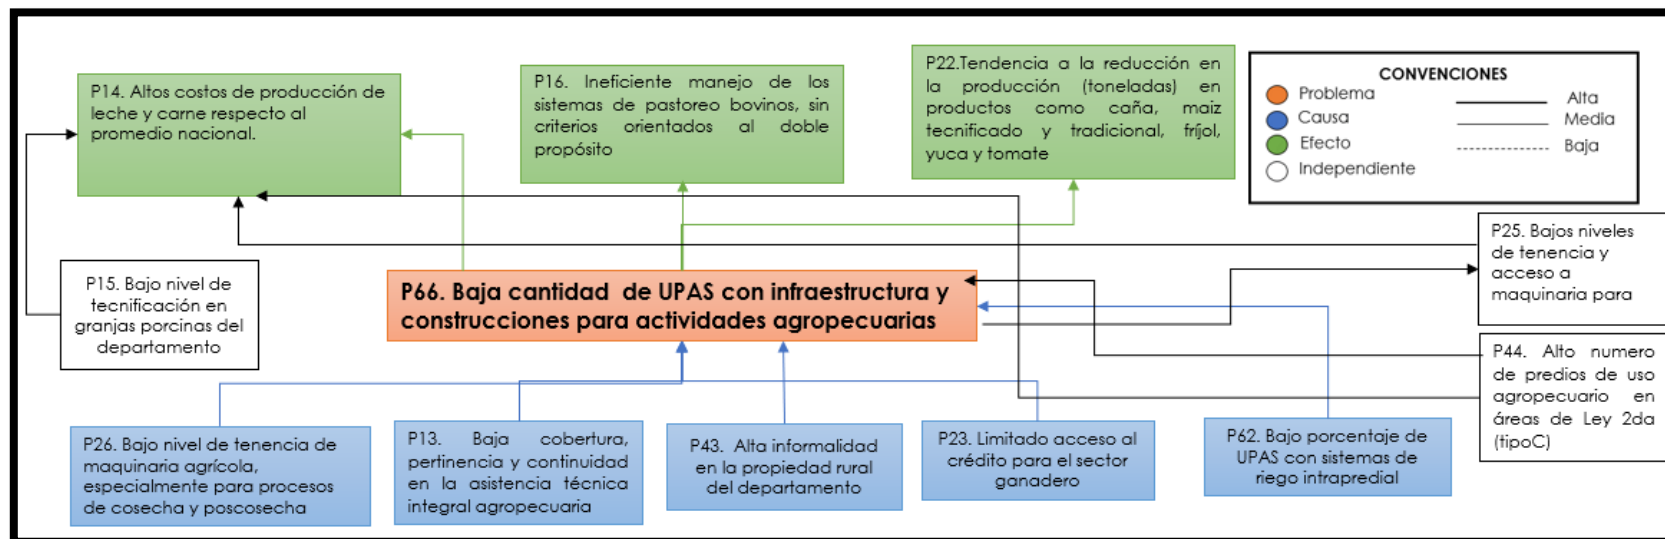 P14. Altos costos de producción de
leche y carne respecto al
promedio nacional.
P16. Ineficiente manejo de los
sistemas de pastoreo bovinos, sin
criterios orientados al doble
propósito
P22.Tendencia a la reducción en
la producción (toneladas) en
productos como caña, maiz
tecnificado y tradicional, fríjol,
yuca y tomate
CONVENCIONES
Problema
Causa
Efecto
Independiente
Alta
Media
Baja
P15. Bajo nivel de
tecnificación en
granjas porcinas del
departamento
P66. Baja cantidad de UPAS con infraestructura y
construcciones para actividades agropecuarias
P25. Bajos niveles
de tenencia y
acceso a
maquinaria para
P44. Alto numero
de predios de uso
agropecuario en
áreas de Ley 2da
(tipoC)
P26. Bajo nivel de tenencia de
maquinaria agrícola,
especialmente para procesos
de cosecha y poscosecha
P13. Baja cobertura,
pertinencia y continuidad
en la asistencia técnica
integral agropecuaria
P43. Alta informalidad
en la propiedad rural
del departamento
P23. Limitado acceso al
crédito para el sector
ganadero
P62. Bajo porcentaje de
UPAS con sistemas de
riego intrapredial